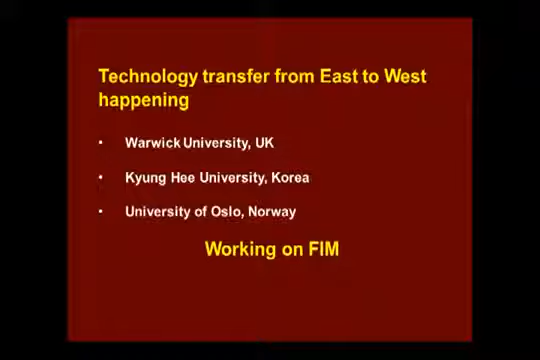 Technology transfer from East to West
happening
• Warwick University, UK
• Kyung Hee University, Korea
• University of Oslo, Norway
Working on FIM